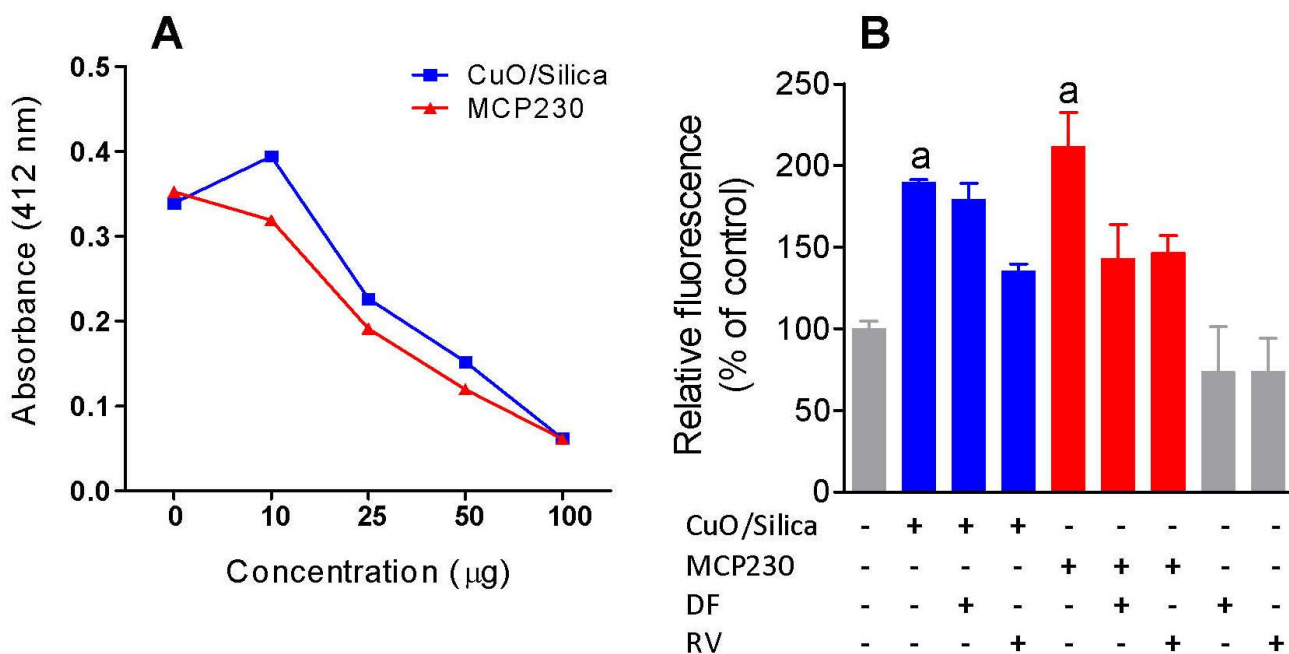 A
Absorbance (412 nm)
0.5
0.4
0.3
0.2
0.1
0.0
CuO/Silica
MCP230
0 10 25 50 100
Concentration (µg)
B
Relative fluorescence
(% of control)
250
200
150
100
50
0
a
a
CuO/Silica - + + + - - - - -
MCP230 - - - - + + + - -
DF - - + - - + - + -
RV - - - + - - + - +